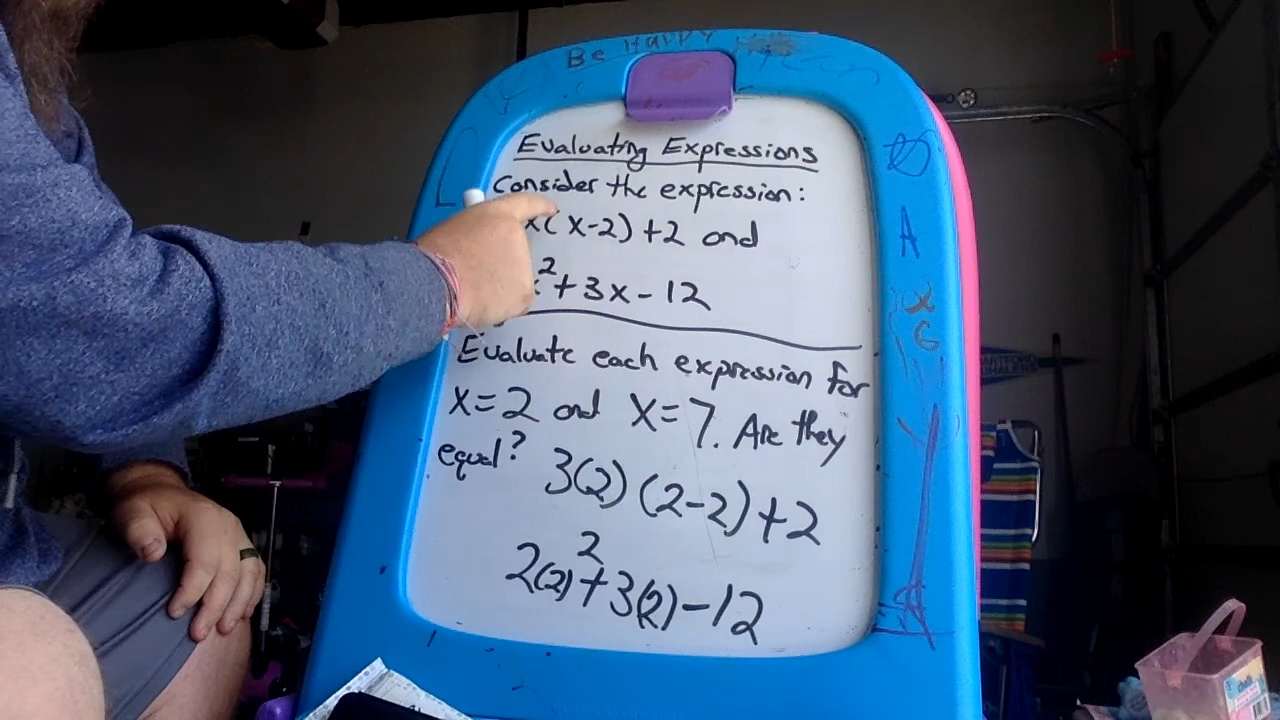 Be Happy
Evaluating Expressions
Consider the expression:
x(x-2)+2 and
x²+3x-12
Evaluate each expression for
x=2 and x=7. Are they
equal?
3(2)(2-2)+2
2(2)²+3(2)-12
A